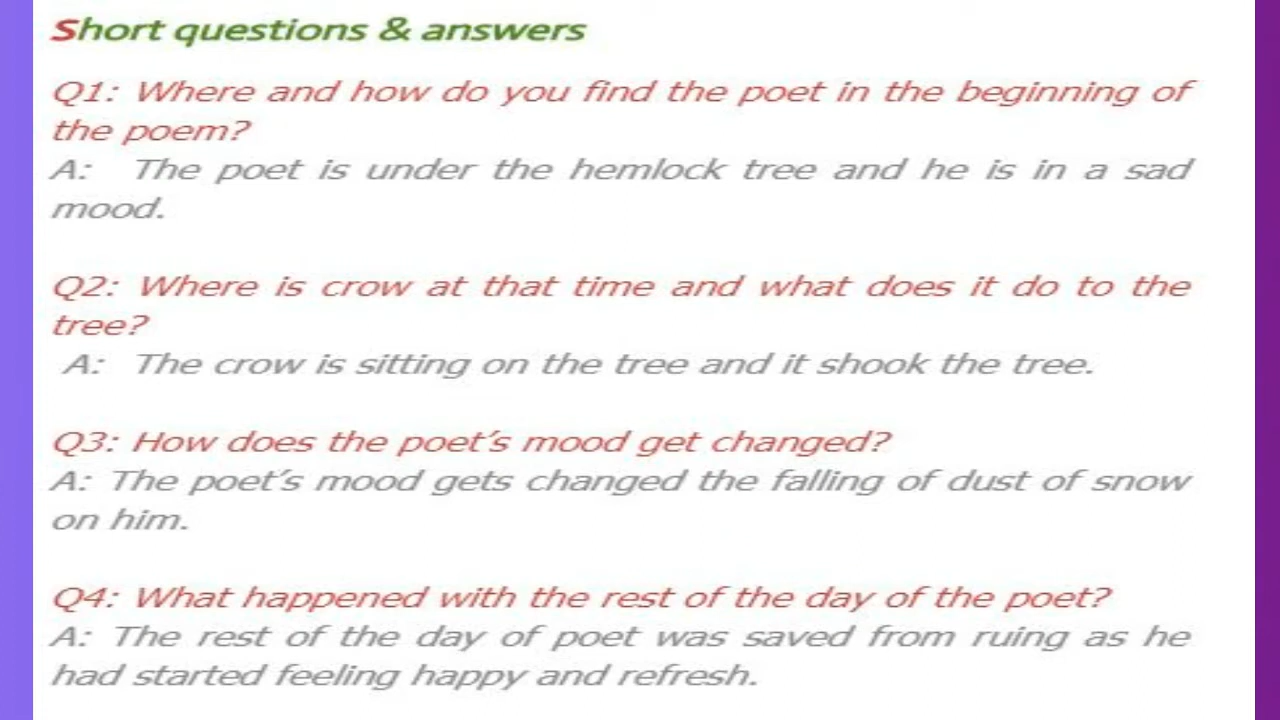 Short questions & answers
Q1: Where and how do you find the poet in the beginning of
the poem?
A: The poet is under the hemlock tree and he is in a sad
mood.
Q2: Where is crow at that time and what does it do to the
tree?
A: The crow is sitting on the tree and it shook the tree.
Q3: How does the poet’s mood get changed?
A: The poet’s mood gets changed the falling of dust of snow
on him.
Q4: What happened with the rest of the day of the poet?
A: The rest of the day of poet was saved from ruing as he
had started feeling happy and refresh.